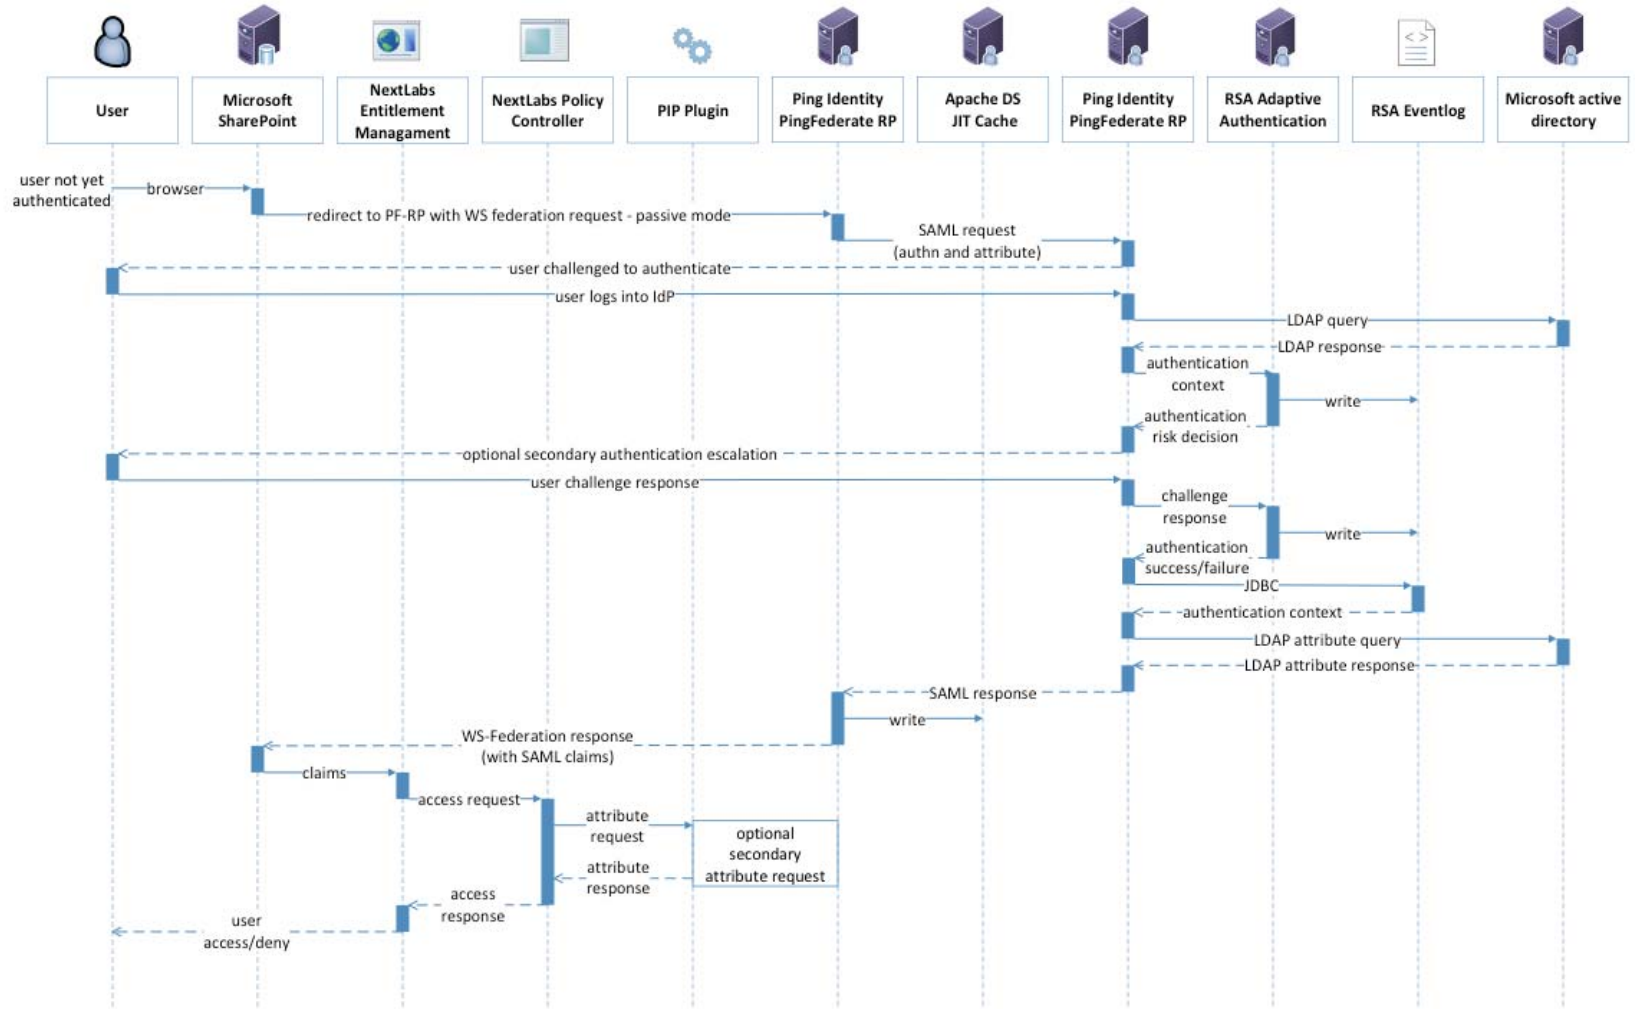 User
Microsoft
SharePoint
NextLabs
Entitlement
Managament
NextLabs Policy
Controller
PIP Plugin
Ping Identity
PingFederate RP
Apache DS
JIT Cache
Ping Identity
PingFederate RP
RSA Adaptive
Authentication
RSA Eventlog
Microsoft active
directory
user not yet
authenticated
browser
redirect to PF-RP with WS federation request - passive mode
SAML request
(authn and attribute)
user challenged to authenticate
user logs into IdP
LDAP query
LDAP response
authentication
context
write
authentication
risk decision
optional secondary authentication escalation
user challenge response
challenge
response
write
authentication
success/failure
JDBC
authentication context
LDAP attribute query
LDAP attribute response
SAML response
write
WS-Federation response
(with SAML claims)
claims
access request
attribute
request
optional
secondary
attribute request
attribute
response
access
response
user
access/deny